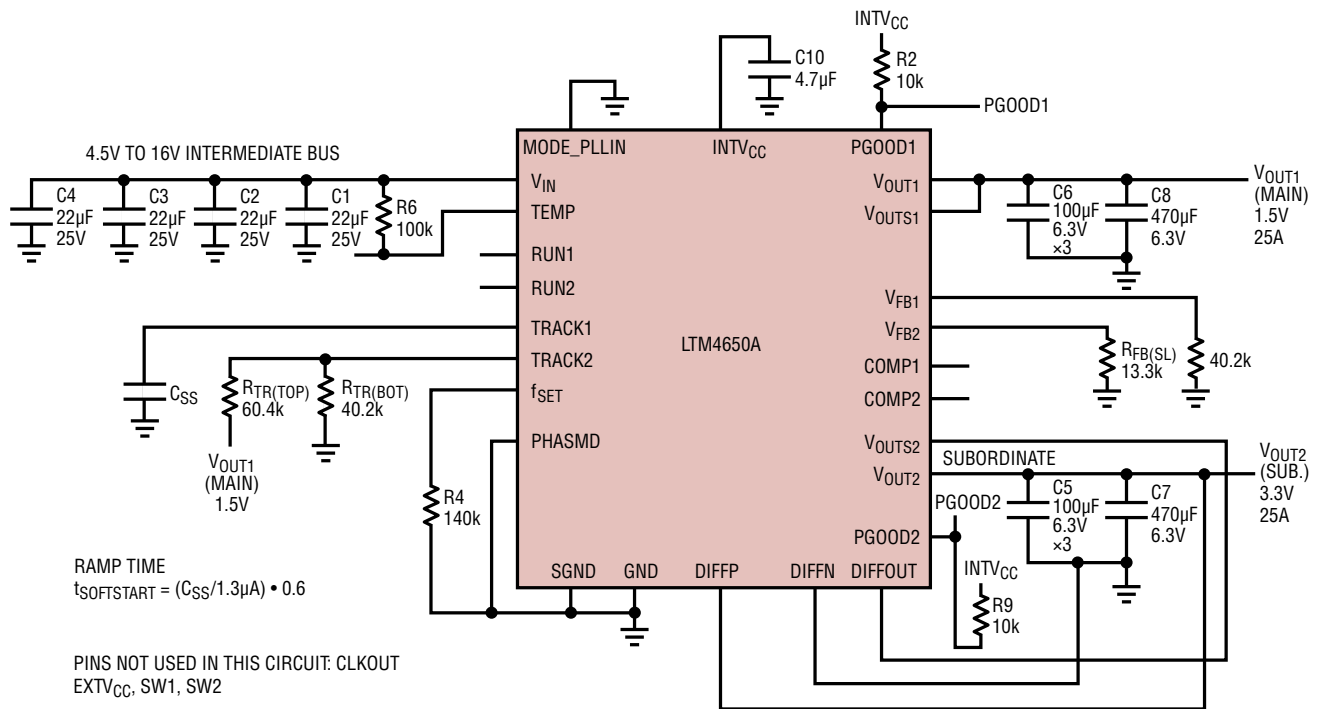 INTVCC
C10
4.7µF
R2
10k
PGOOD1
4.5V TO 16V INTERMEDIATE BUS
MODE_PLLIN
INTVCC
PGOOD1
C4
22µF
25V
C3
22µF
25V
C2
22µF
25V
C1
22µF
25V
R6
100k
VIN
TEMP
RUN1
RUN2
TRACK1
TRACK2
fSET
PHASMD
LTM4650A
VOUT1
VOUTS1
VFB1
VFB2
COMP1
COMP2
VOUTS2
VOUT2
PGOOD2
SGND
GND
DIFFP
DIFFN
DIFFOUT
C6
100µF
6.3V
×3
C8
470µF
6.3V
VOUT1
(MAIN)
1.5V
25A
RFB(SL)
13.3k
40.2k
CSS
RTR(TOP)
60.4k
RTR(BOT)
40.2k
VOUT1
(MAIN)
1.5V
R4
140k
SUBORDINATE
PGOOD2
C5
100µF
6.3V
×3
C7
470µF
6.3V
VOUT2
(SUB.)
3.3V
25A
INTVCC
R9
10k
RAMP TIME
tSOFTSTART = (CSS/1.3µA) • 0.6
PINS NOT USED IN THIS CIRCUIT: CLKOUT
EXTVCC, SW1, SW2